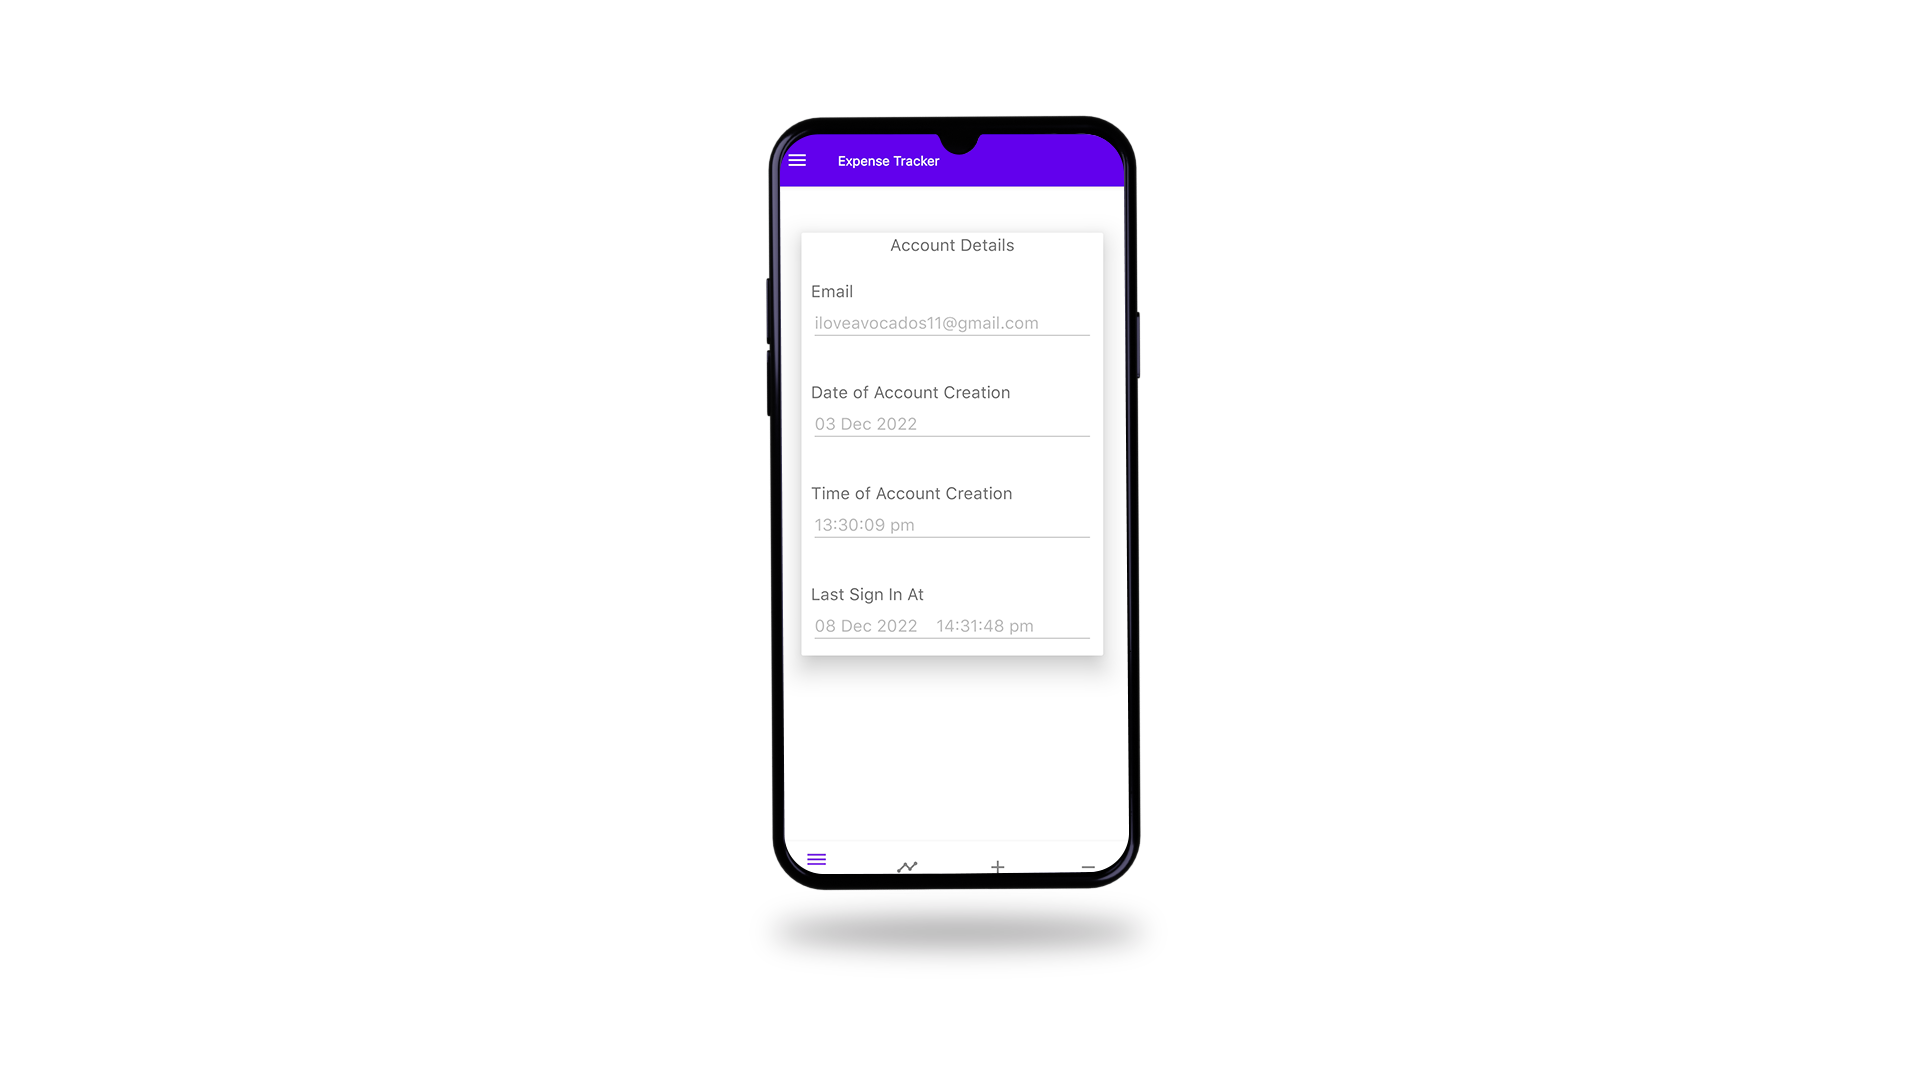 Expense Tracker
Account Details
Email
iloveavocados11@gmail.com
Date of Account Creation
03 Dec 2022
Time of Account Creation
13:30:09 pm
Last Sign In At
08 Dec 2022 14:31:48 pm